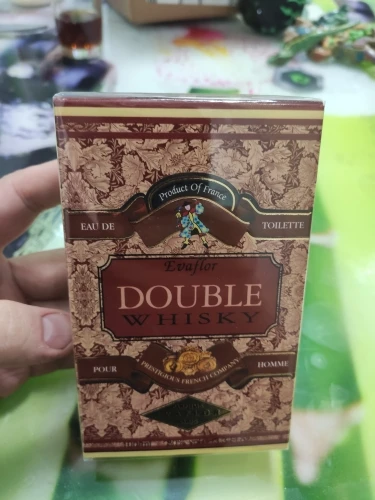 Product Of France
EAU DE TOILETTE
Evaflor
DOUBLE
WHISKY
POUR HOMME
PRESTIGIOUS FRENCH COMPANY